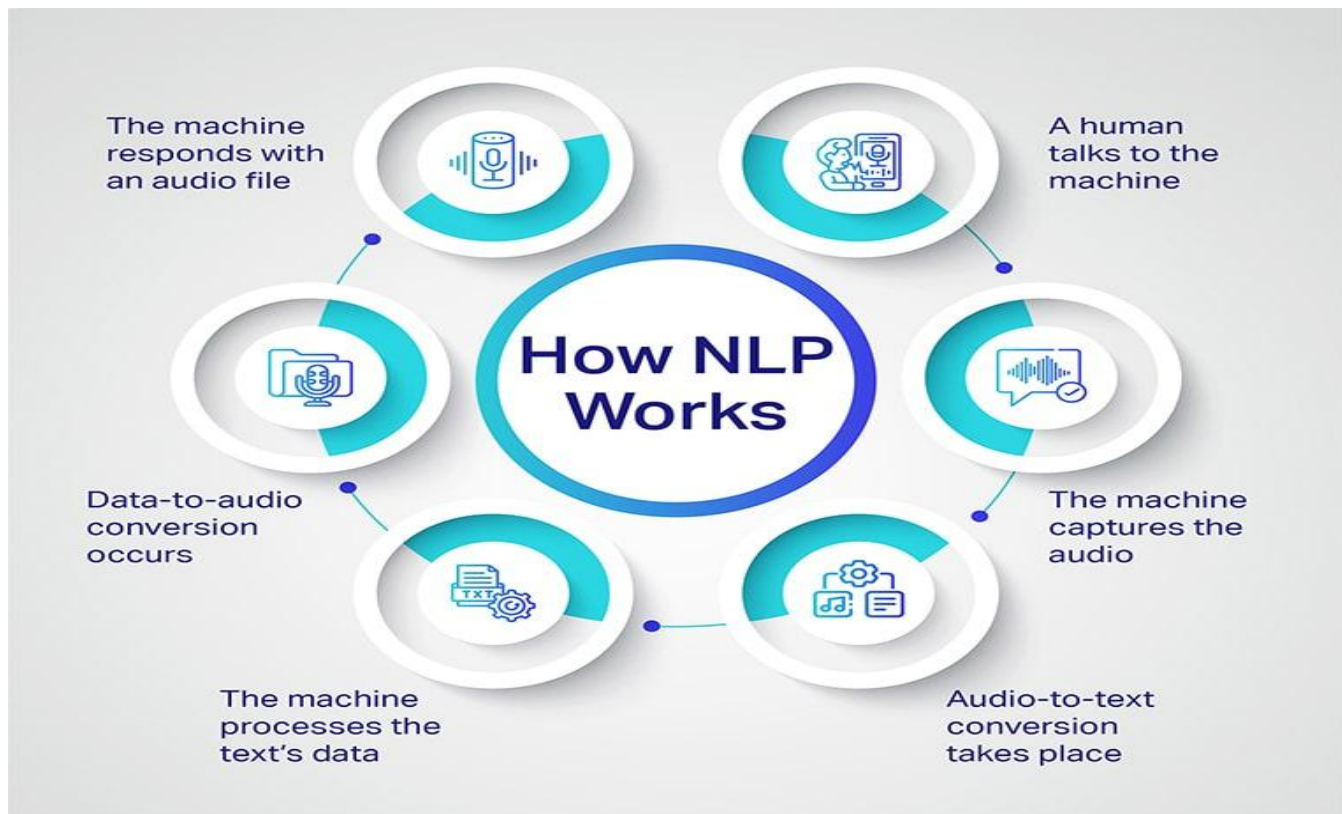 How NLP
Works
A human
talks to the
machine
The machine
captures the
audio
Audio-to-text
conversion
takes place
The machine
processes the
text's data
TXT
Data-to-audio
conversion
occurs
The machine
responds with
an audio file